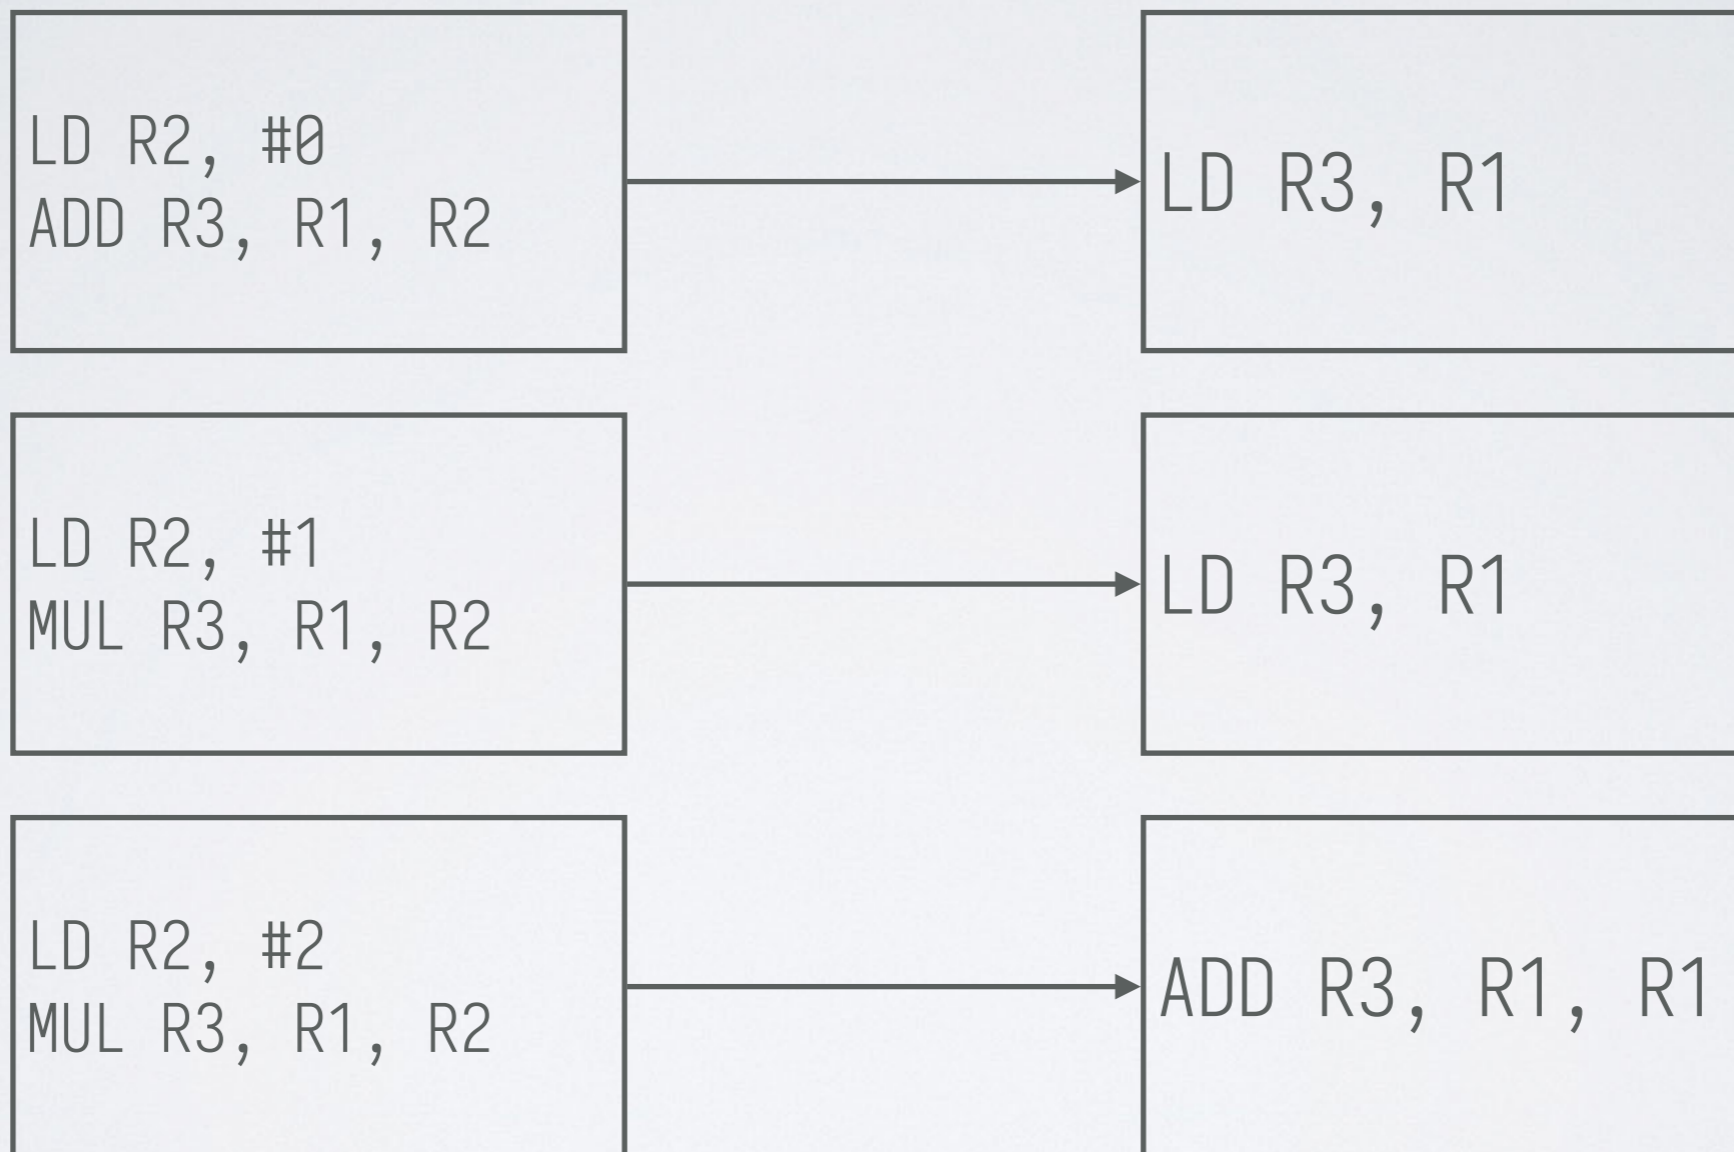 LD R2, #0
ADD R3, R1, R2
LD R3, R1
LD R2, #1
MUL R3, R1, R2
LD R3, R1
LD R2, #2
MUL R3, R1, R2
ADD R3, R1, R1